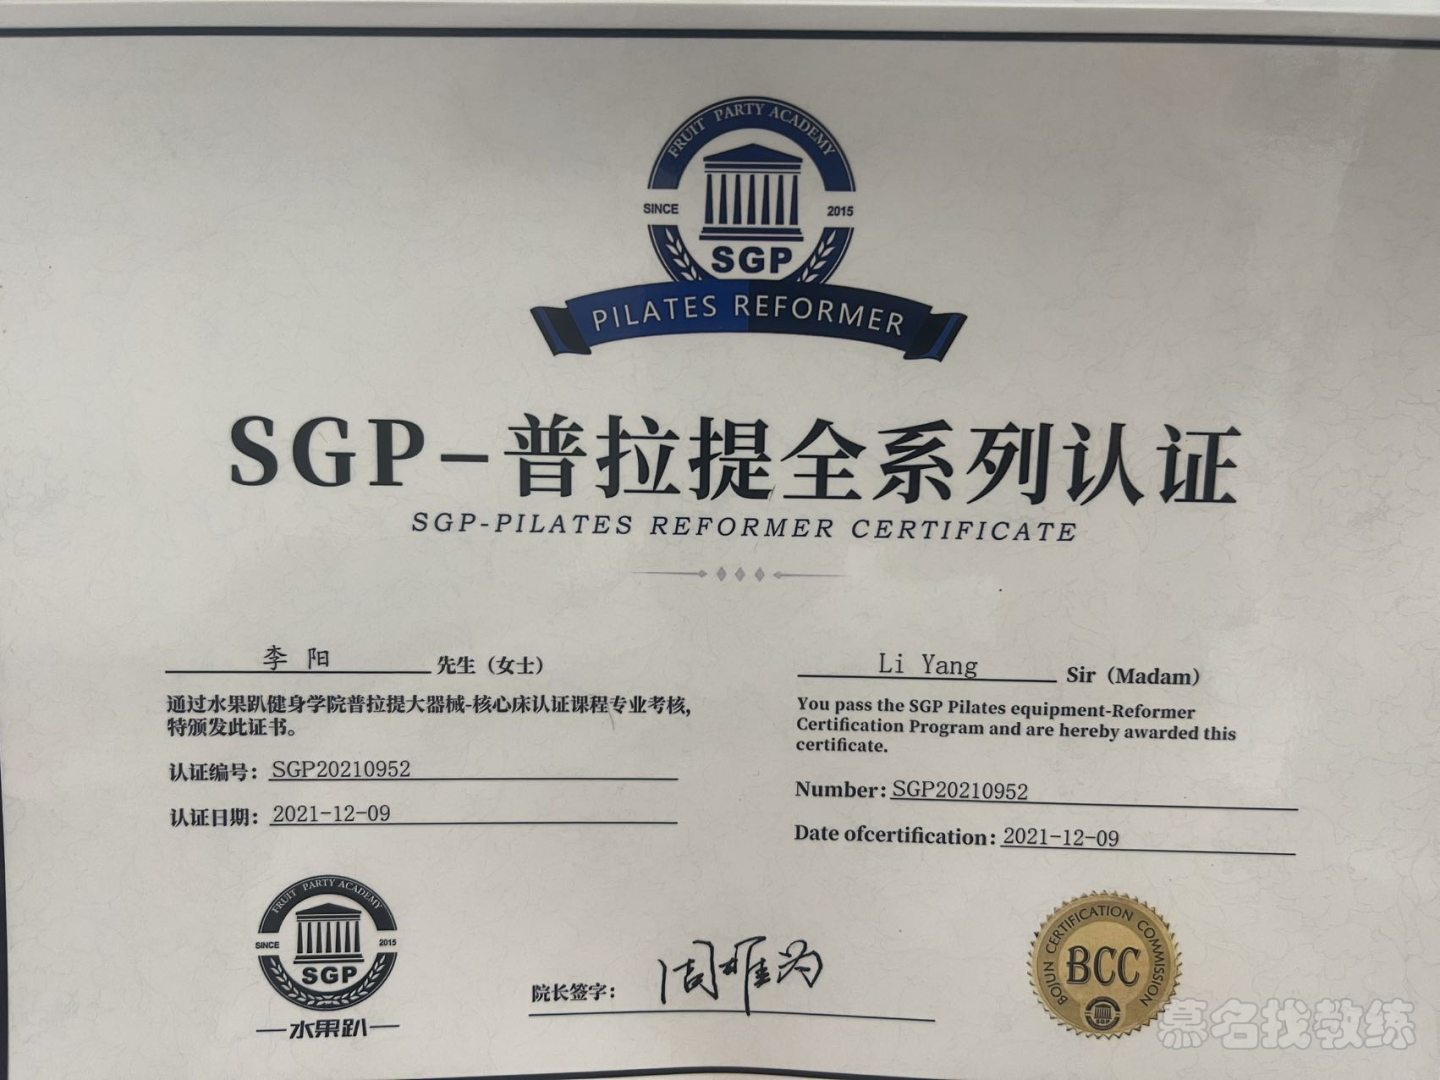 FRUIT PARTY ACADEMY
SINCE 2015
SGP
PILATES REFORMER
SGP-普拉提全系列认证
SGP-PILATES REFORMER CERTIFICATE
李 阳 先生（女士）
通过水果趴健身学院普拉提大器械-核心床认证课程专业考核,
特颁发此证书。
认证编号：SGP20210952
认证日期：2021-12-09
Li Yang Sir（Madam）
You pass the SGP Pilates equipment-Reformer
Certification Program and are hereby awarded this
certificate.
Number：SGP20210952
Date ofcertification：2021-12-09
FRUIT PARTY ACADEMY
SINCE 2015
SGP
水果趴
院长签字：
BOJUN CERTIFICATION COMMISSION
BCC
SGP
慕名找教练